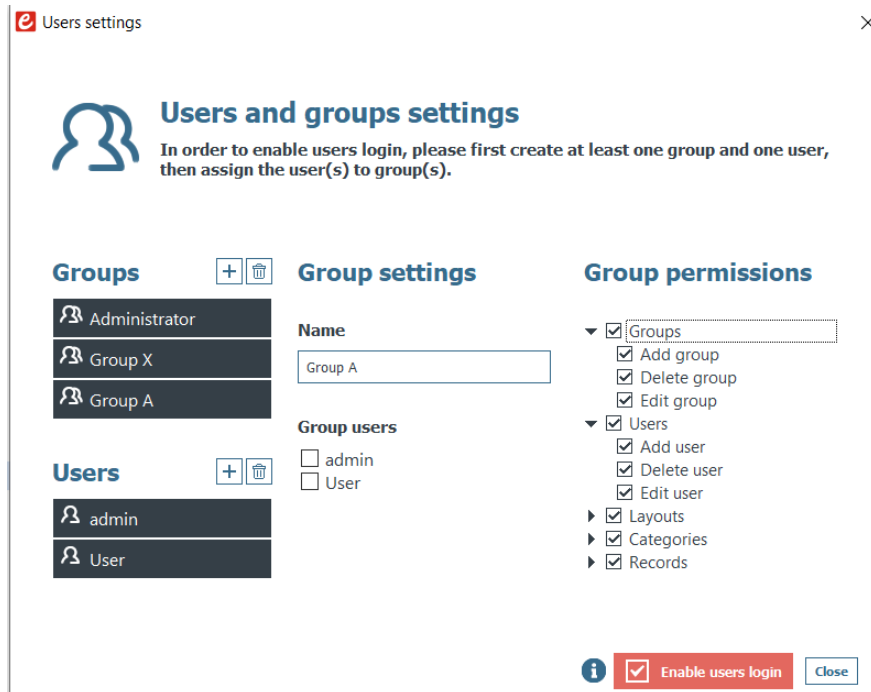 Users settings
Users and groups settings
In order to enable users login, please first create at least one group and one user,
then assign the user(s) to group(s).
Groups
Administrator
Group X
Group A
Users
admin
User
Group settings
Name
Group A
Group users
admin
User
Group permissions
Groups
Add group
Delete group
Edit group
Users
Add user
Delete user
Edit user
Layouts
Categories
Records
Enable users login
Close